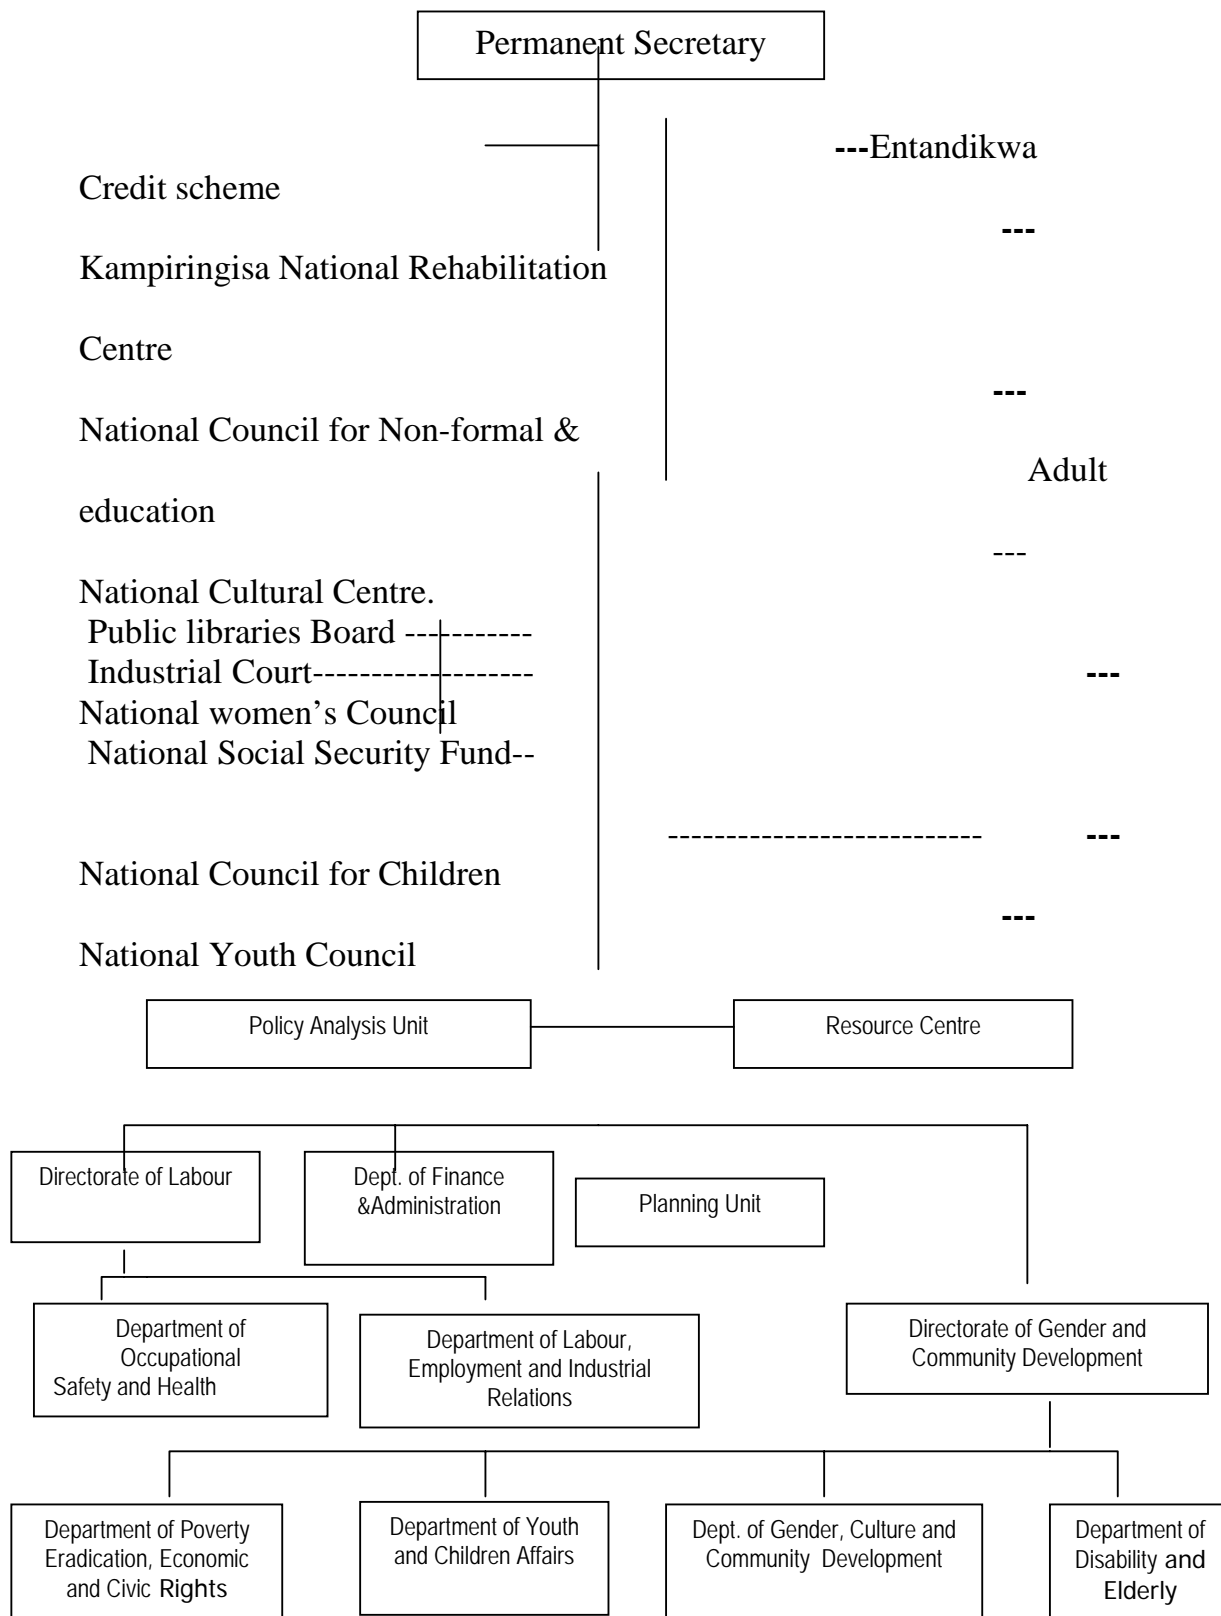 Permanent Secretary
---Entandikwa
Credit scheme
---
Kampiringisa National Rehabilitation
Centre
---
National Council for Non-formal &
Adult
education
---
National Cultural Centre.
Public libraries Board -----------
Industrial Court------------------- ---
National women’s Council
National Social Security Fund--
--------------------------- ---
National Council for Children
---
National Youth Council
Policy Analysis Unit
Resource Centre
Directorate of Labour
Dept. of Finance
&Administration
Planning Unit
Department of
Occupational
Safety and Health
Department of Labour,
Employment and Industrial
Relations
Directorate of Gender and
Community Development
Department of Poverty
Eradication, Economic
and Civic Rights
Department of Youth
and Children Affairs
Dept. of Gender, Culture and
Community Development
Department of
Disability and
Elderly